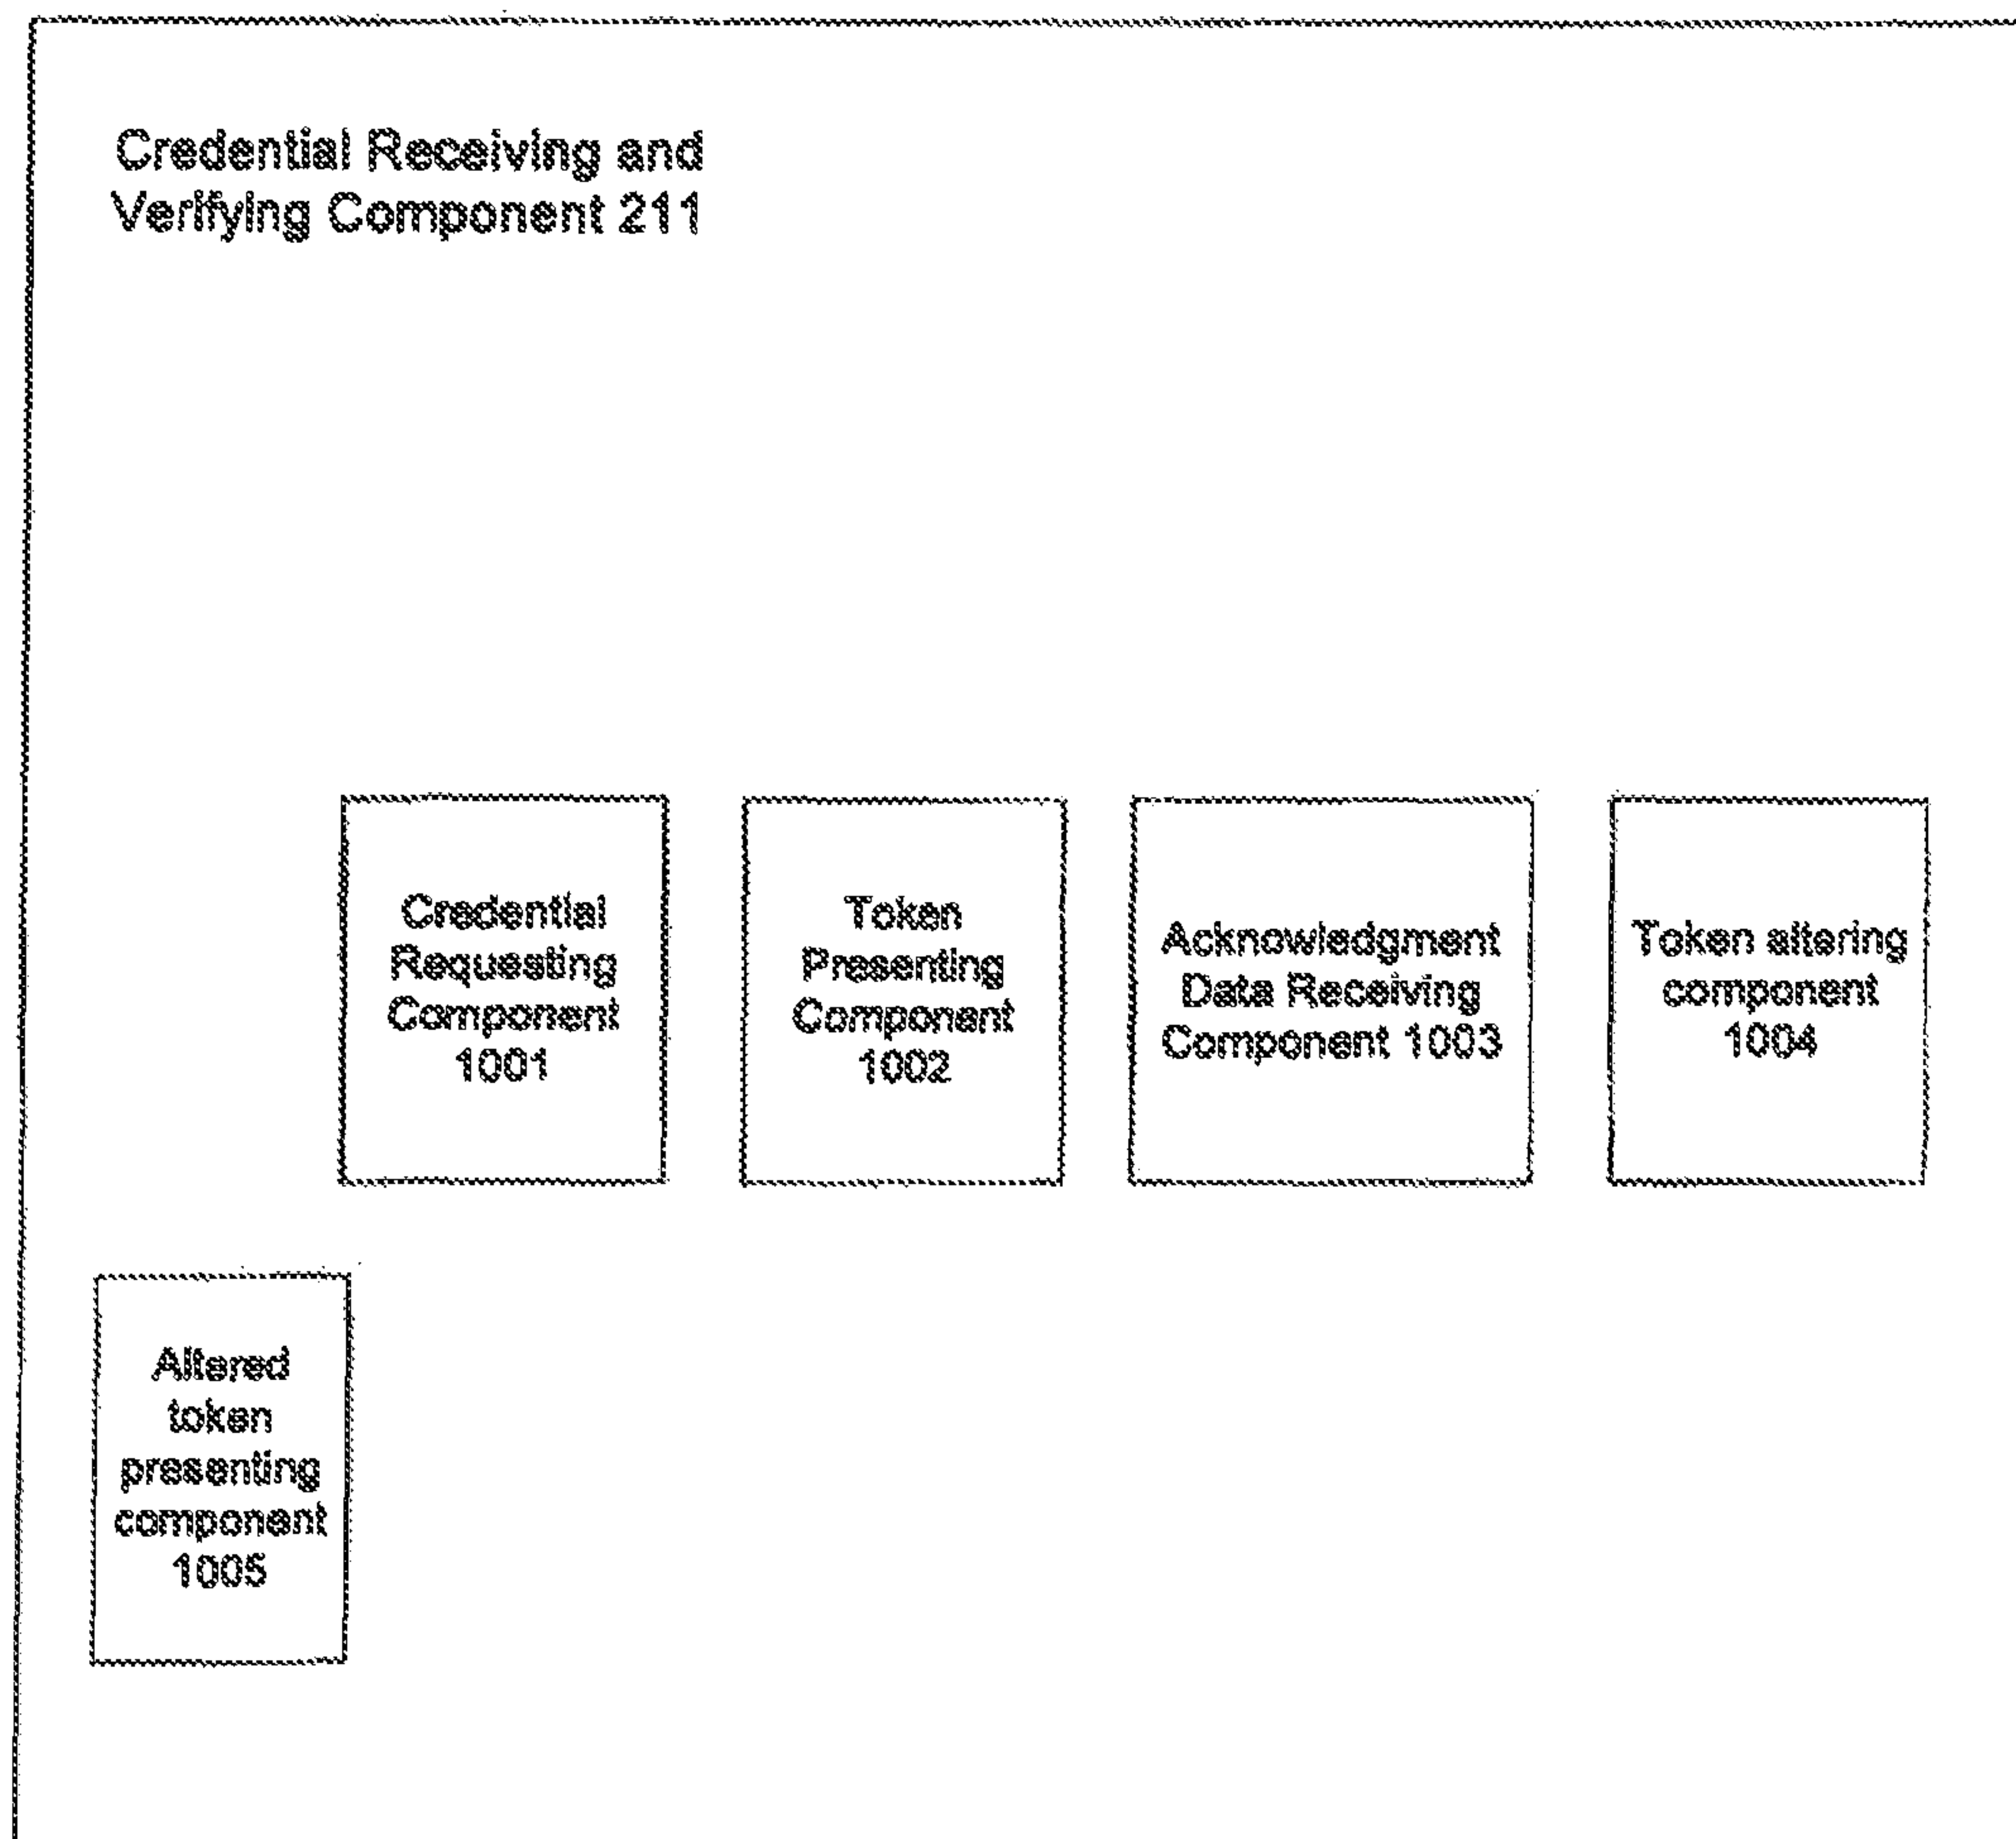 Credential Receiving and
Verifying Component 211
Credential
Requesting
Component
1001
Token
Presenting
Component
1002
Acknowledgment
Data Receiving
Component 1003
Token altering
component
1004
Altered
token
presenting
component
1005